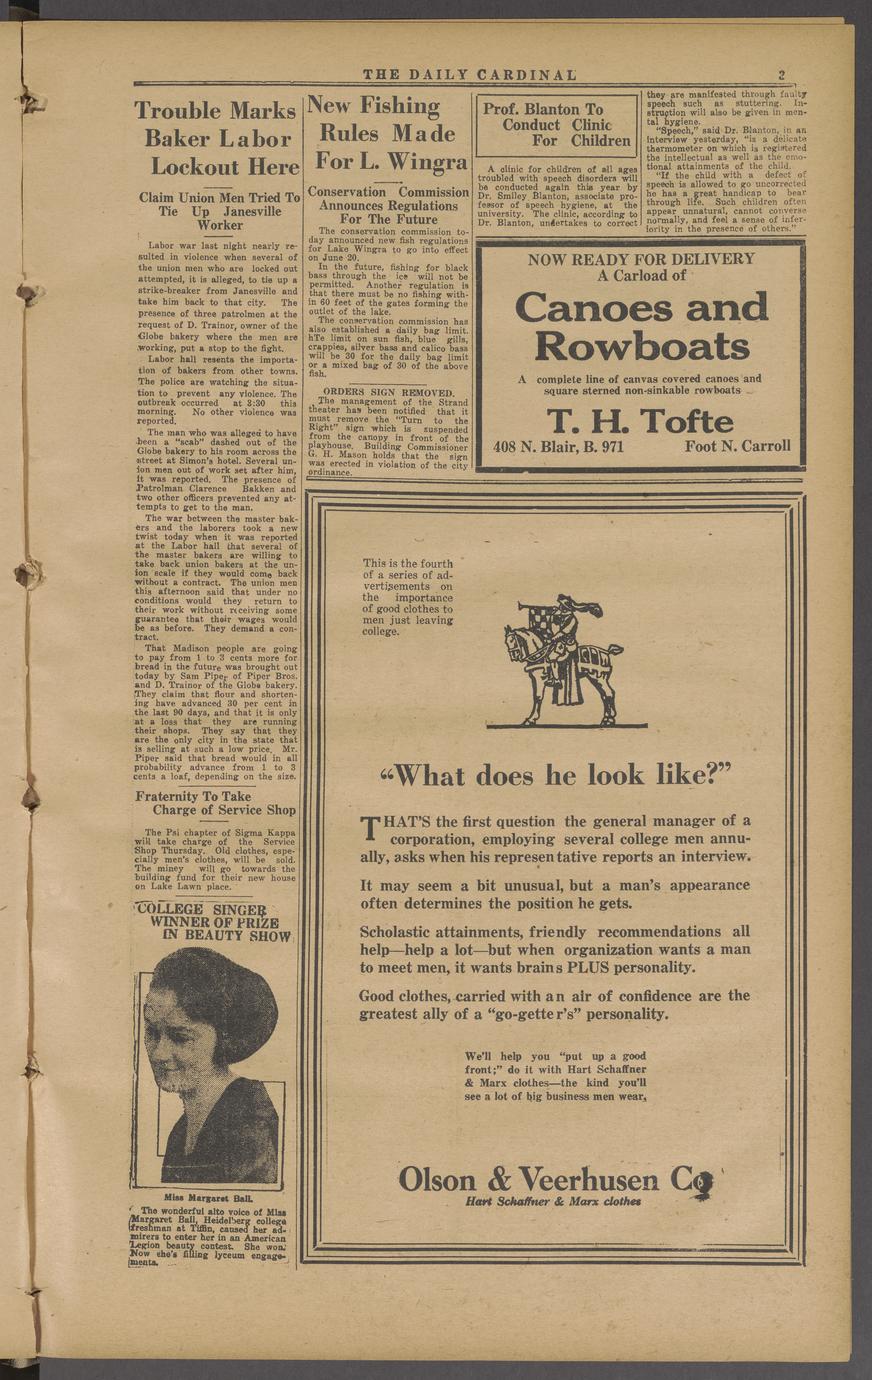 THE DAILY CARDINAL
2
Trouble Marks
Baker Labor
Lockout Here
Claim Union Men Tried To
Tie Up Janesville
Worker
Labor war last night nearly re-
sulted in violence when several of
the union men who are locked out
attempted, it is alleged, to tie up a
strike-breaker from Janesville and
take him back to that city. The
presence of three patrolmen at the
request of D. Trainor, owner of the
Globe bakery where the men are
working, put a stop to the fight.
Labor hall resents the importa-
tion of bakers from other towns.
The police are watching the situa-
tion to prevent any violence. The
outbreak occurred at 3:30 this
morning. No other violence was
reported.
The man who was alleged to have
been a "scab" dashed out of the
Globe bakery to his room across the
street at Simon's hotel. Several un-
ion men out of work set after him,
it was reported. The presence of
Patrolman Clarence Bakken and
two other officers prevented any at-
tempts to get to the man.
The war between the master bak-
ers and the laborers took a new
twist today when it was reported
at the Labor hall that several of
the master bakers are willing to
take back union bakers at the un-
ion scale if they would come back
without a contract. The union men
this afternoon said that under no
conditions would they return to
their work without receiving some
guarantee that their wages would
be as before. They demand a con-
tract.
That Madison people are going
to pay from 1 to 3 cents more for
bread in the future was brought out
today by Sam Piper of Piper Bros.
and D. Trainor of the Globe bakery.
They claim that flour and shorten-
ing have advanced 30 per cent in
the last 90 days, and that it is only
at a loss that they are running
their shops. They say that they
are the only city in the state that
is selling at such a low price. Mr.
Piper said that bread would in all
probability advance from 1 to 3
cents a loaf, depending on the size.
Fraternity To Take
Charge of Service Shop
The Psi chapter of Sigma Kappa
will take charge of the Service
Shop Thursday. Old clothes, espe-
cially men's clothes, will be sold.
The miney will go towards the
building fund for their new house
on Lake Lawn place.
COLLEGE SINGER
WINNER OF PRIZE
IN BEAUTY SHOW
Miss Margaret Ball.
The wonderful alto voice of Miss
Margaret Ball, Heidelberg college
freshman at Tiffin, caused her ad-
mirers to enter her in an American
Legion beauty contest. She won.
Now she's filling lyceum engage-
ments.
New Fishing
Rules Made
For L. Wingra
Conservation Commission
Announces Regulations
For The Future
The conservation commission to-
day announced new fish regulations
for Lake Wingra to go into effect
on June 20.
In the future, fishing for black
bass through the ice will not be
permitted. Another regulation is
that there must be no fishing with-
in 60 feet of the gates forming the
outlet of the lake.
The conservation commission has
also established a daily bag limit.
hTe limit on sun fish, blue gills,
crappies, silver bass and calico bass
will be 30 for the daily bag limit
or a mixed bag of 30 of the above
fish.
ORDERS SIGN REMOVED.
The management of the Strand
theater has been notified that it
must remove the "Turn to the
Right" sign which is suspended
from the canopy in front of the
playhouse. Building Commissioner
G. H. Mason holds that the sign
was erected in violation of the city
ordinance.
Prof. Blanton To
Conduct Clinic
For Children
A clinic for children of all ages
troubled with speech disorders will
be conducted again this year by
Dr. Smiley Blanton, associate pro-
fessor of speech hygiene, at the
university. The clinic, according to
Dr. Blanton, undertakes to correct
they are manifested through faulty
speech such as stuttering. In-
struction will also be given in men-
tal hygiene.
"Speech," said Dr. Blanton, in an
interview yesterday, "is a delicate
thermometer on which is registered
the intellectual as well as the emo-
tional attainments of the child.
"If the child with a defect of
speech is allowed to go uncorrected
he has a great handicap to bear
through life. Such children often
appear unnatural, cannot converse
normally, and feel a sense of infer-
iority in the presence of others."
NOW READY FOR DELIVERY
A Carload of
Canoes and
Rowboats
A complete line of canvas covered canoes and
square sterned non-sinkable rowboats
T. H. Tofte
408 N. Blair, B. 971 Foot N. Carroll
This is the fourth
of a series of ad-
vertisements on
the importance
of good clothes to
men just leaving
college.
"What does he look like?"
THAT'S the first question the general manager of a
corporation, employing several college men annu-
ally, asks when his representative reports an interview.
It may seem a bit unusual, but a man's appearance
often determines the position he gets.
Scholastic attainments, friendly recommendations all
help—help a lot—but when organization wants a man
to meet men, it wants brains PLUS personality.
Good clothes, carried with an air of confidence are the
greatest ally of a "go-getter's" personality.
We'll help you "put up a good
front;" do it with Hart Schaffner
& Marx clothes—the kind you'll
see a lot of big business men wear,
Olson & Veerhusen Co
Hart Schaffner & Marx clothes